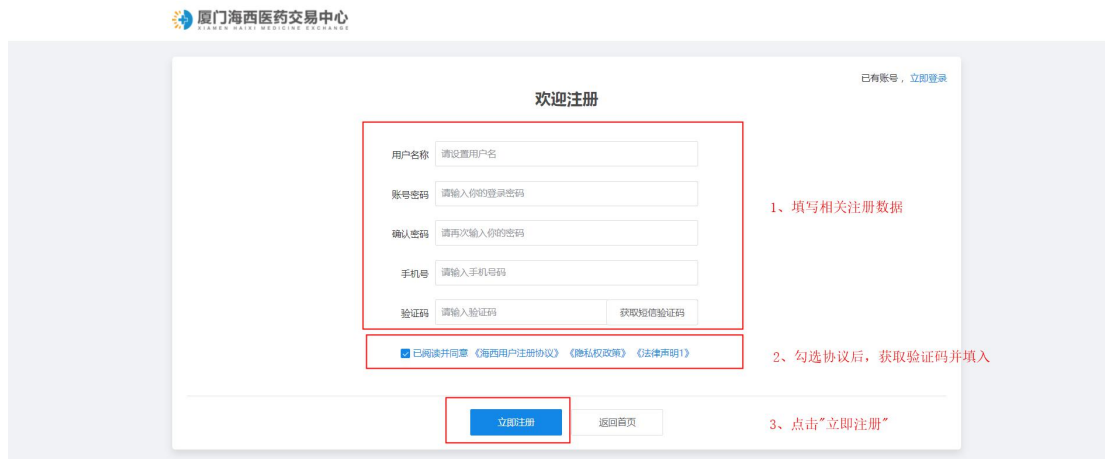 厦门海西医药交易中心
XIAMEN HAIXI MEDICINE EXCHANGE
已有账号，立即登录
欢迎注册
用户名称 请设置用户名
账号密码 请输入你的登录密码
1、填写相关注册数据
确认密码 请再次输入你的密码
手机号 请输入手机号码
验证码 请输入验证码 获取短信验证码
已阅读并同意《海西用户注册协议》《隐私权政策》《法律声明1》
2、勾选协议后，获取验证码并填入
立即注册 返回首页
3、点击"立即注册"